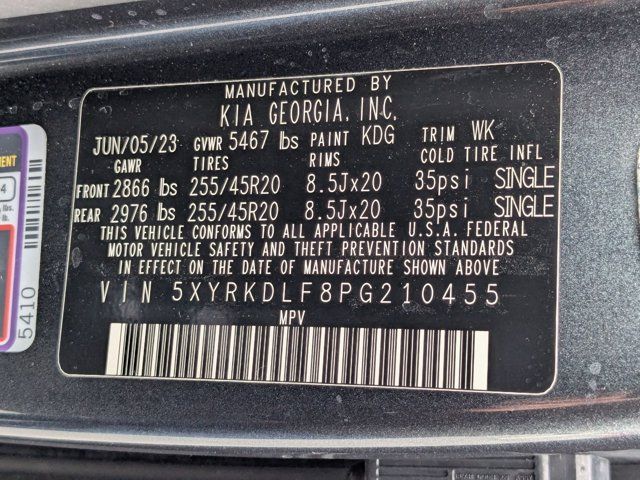 MANUFACTURED BY
KIA GEORGIA, INC.
JUN/05/23 GVWR 5467 lbs PAINT KDG TRIM WK
GAWR TIRES RIMS COLD TIRE INFL
FRONT 2866 lbs 255/45R20 8.5Jx20 35psi SINGLE
REAR 2976 lbs 255/45R20 8.5Jx20 35psi SINGLE
THIS VEHICLE CONFORMS TO ALL APPLICABLE U.S.A. FEDERAL
MOTOR VEHICLE SAFETY AND THEFT PREVENTION STANDARDS
IN EFFECT ON THE DATE OF MANUFACTURE SHOWN ABOVE
VIN 5XYRKDLF8PG210455
MPV
5410